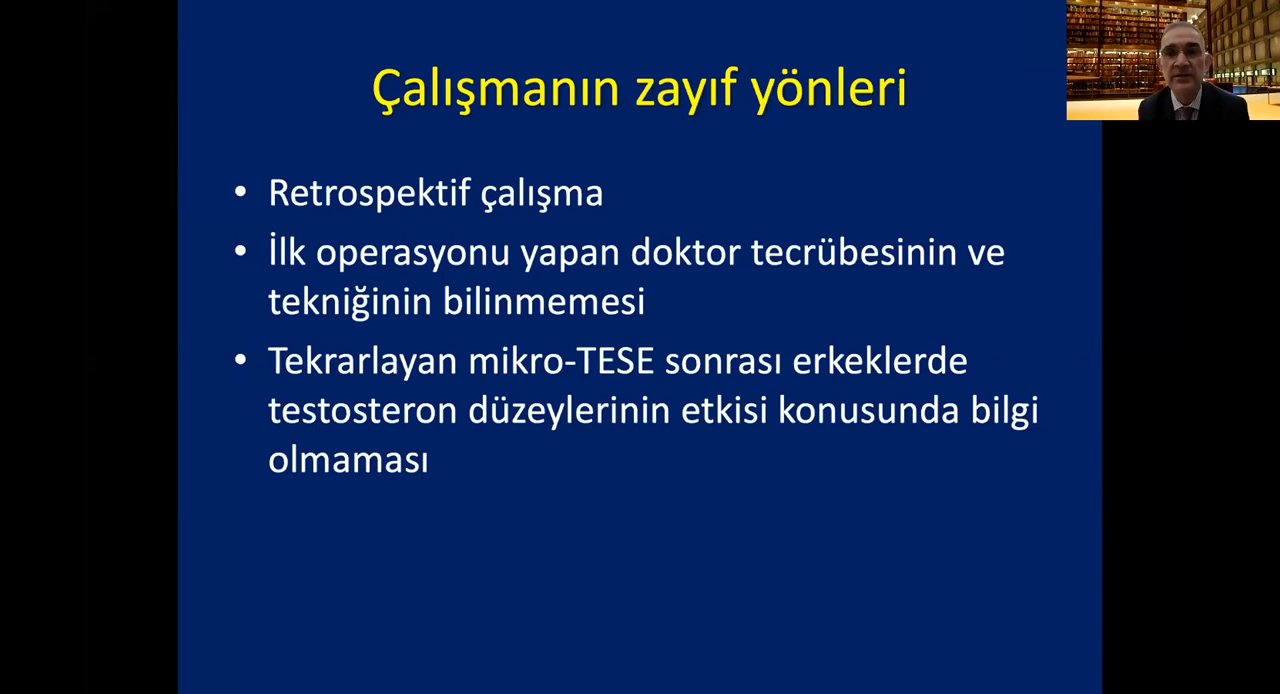 Çalışmanın zayıf yönleri
• Retrospektif çalışma
• İlk operasyonu yapan doktor tecrübesinin ve
tekniğinin bilinmemesi
• Tekrarlayan mikro-TESE sonrası erkeklerde
testosteron düzeylerinin etkisi konusunda bilgi
olmaması